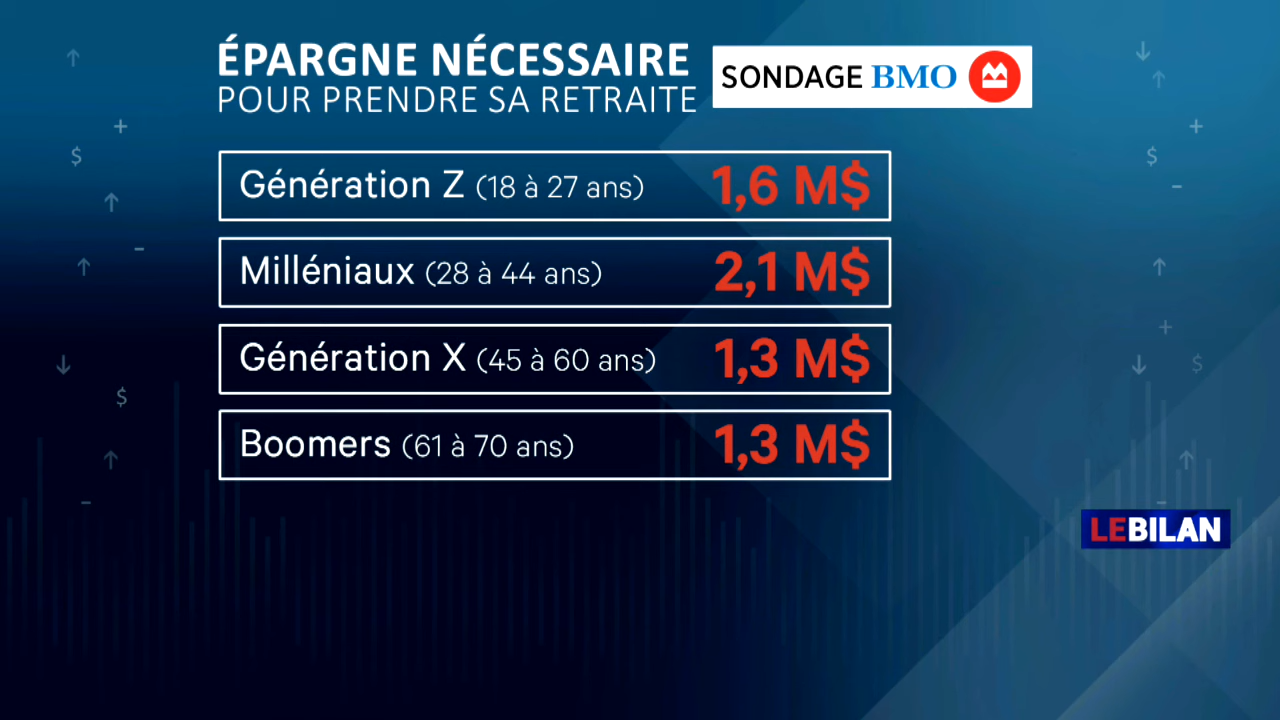 ÉPARGNE NÉCESSAIRE
POUR PRENDRE SA RETRAITE
SONDAGE BMO
Génération Z (18 à 27 ans) 1,6 M$
Milléniaux (28 à 44 ans) 2,1 M$
Génération X (45 à 60 ans) 1,3 M$
Boomers (61 à 70 ans) 1,3 M$
LEBILAN